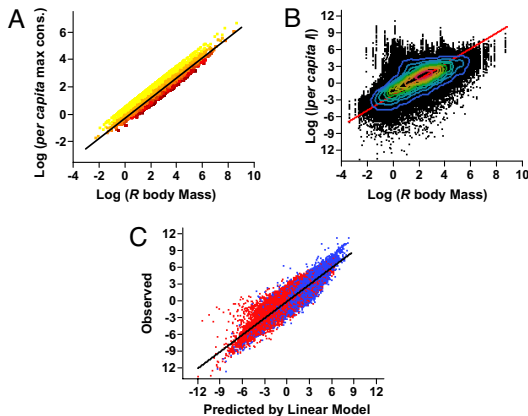 A
Log (per capita max cons.)
6
4
2
-0
-2
-4 -2 0 2 4 6 8 10
Log (R body Mass)
B
Log (|per capita I|)
12
9
6
3
0
-3
-6
-9
-12
-4 -2 0 2 4 6 8 10
Log (R body Mass)
C
Observed
12
9
6
3
0
-3
-6
-9
12
-12 -9 -6 -3 0 3 6 9 12
Predicted by Linear Model